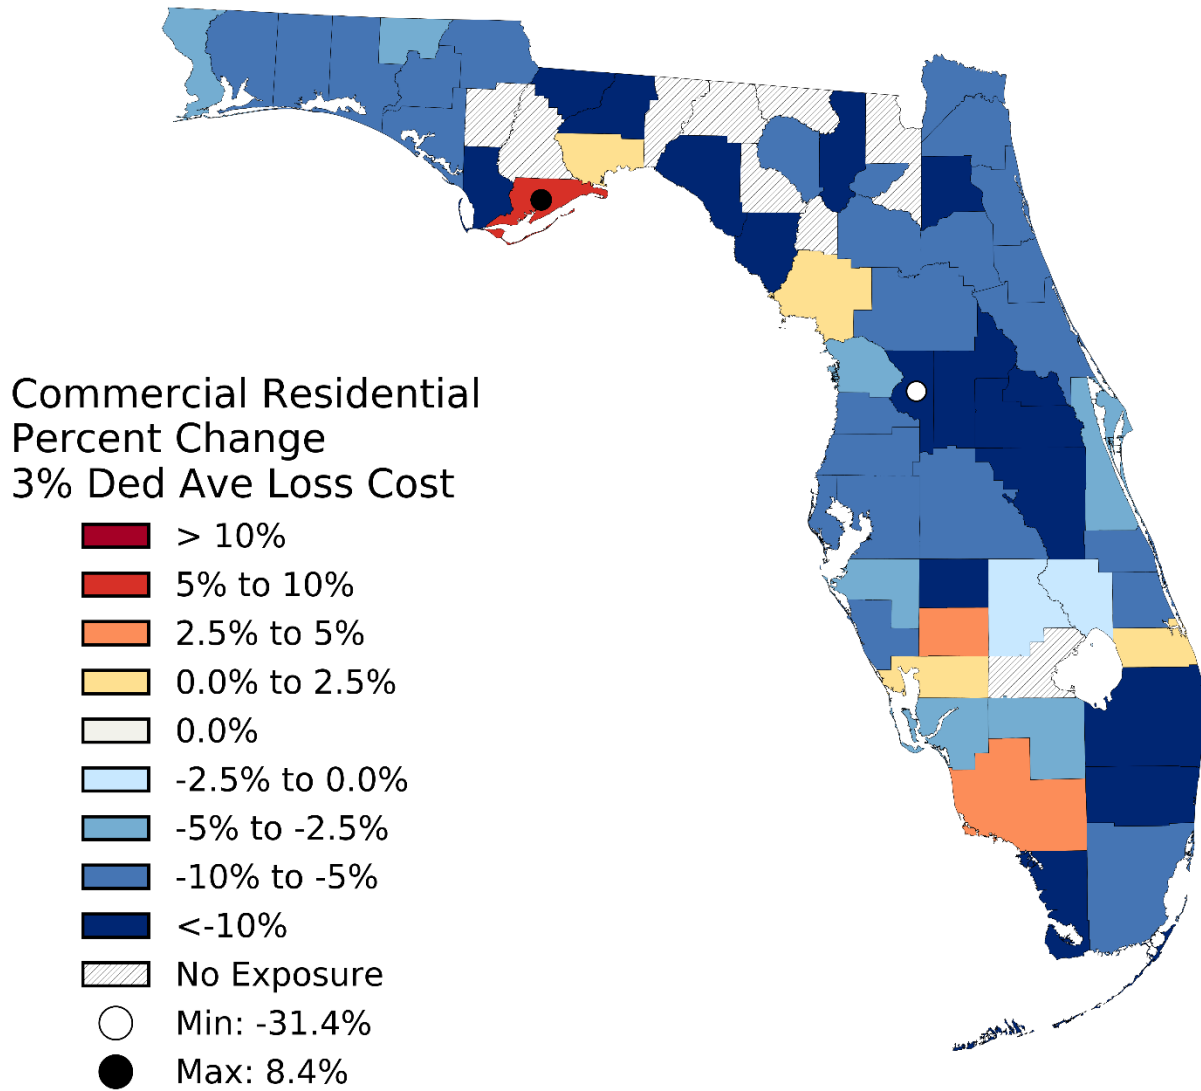 Commercial Residential
Percent Change
3% Ded Ave Loss Cost
> 10%
5% to 10%
2.5% to 5%
0.0% to 2.5%
0.0%
-2.5% to 0.0%
-5% to -2.5%
-10% to -5%
<-10%
No Exposure
Min: -31.4%
Max: 8.4%